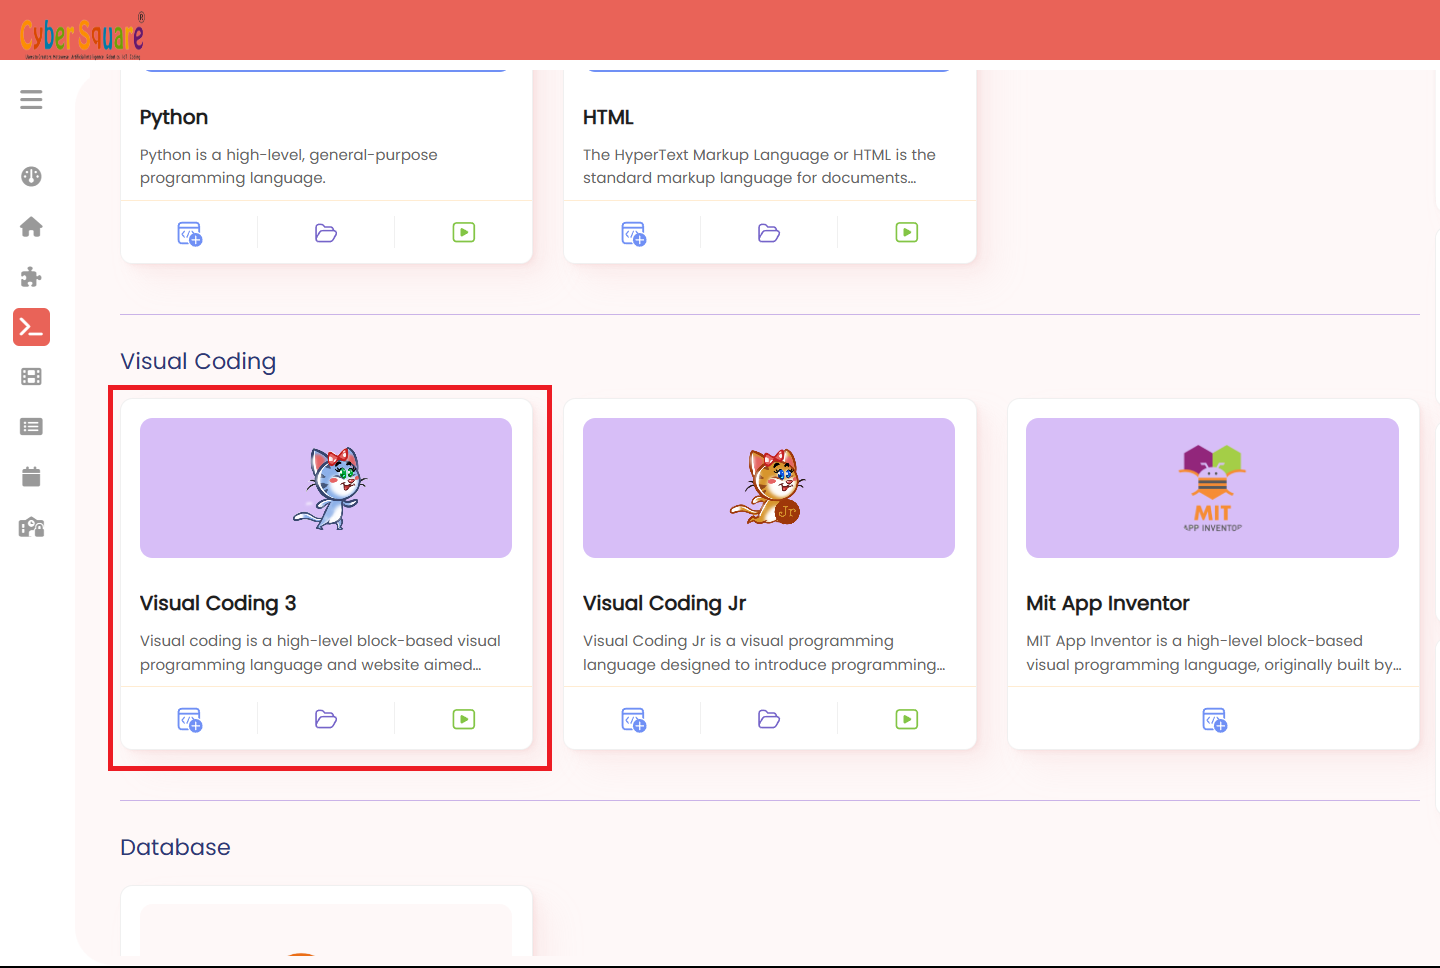 Cyber Square®
Python
Python is a high-level, general-purpose
programming language.
HTML
The HyperText Markup Language or HTML is the
standard markup language for documents...
Visual Coding
Jr
MIT
APP INVENTOR
Visual Coding 3
Visual coding is a high-level block-based visual
programming language and website aimed...
Visual Coding Jr
Visual Coding Jr is a visual programming
language designed to introduce programming...
Mit App Inventor
MIT App Inventor is a high-level block-based
visual programming language, originally built by...
Database